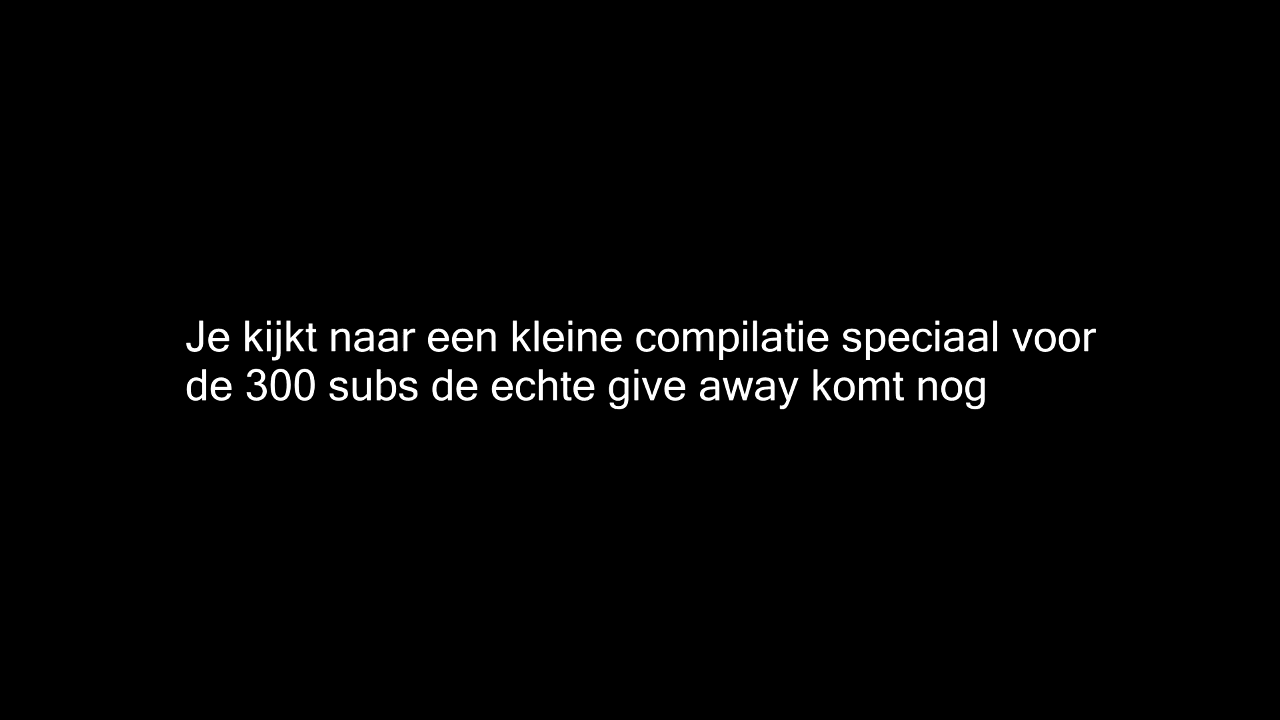 Je kijkt naar een kleine compilatie speciaal voor
de 300 subs de echte give away komt nog